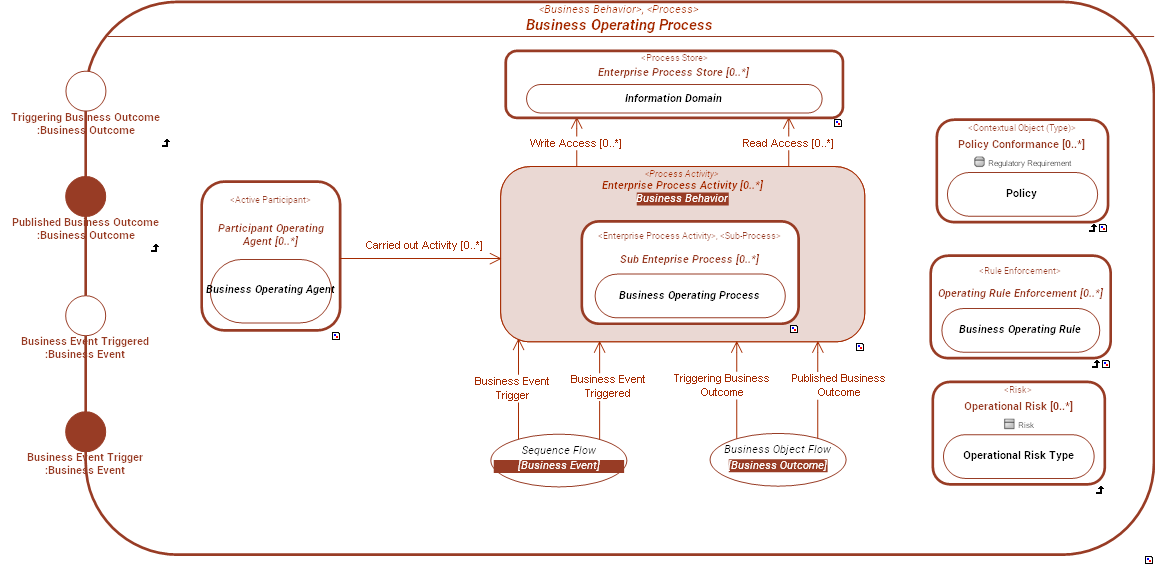 <Business Behavior>, <Process>
Business Operating Process
<Process Store>
Enterprise Process Store [0..*]
Information Domain
Write Access [0..*]
Read Access [0..*]
Triggering Business Outcome
:Business Outcome
Published Business Outcome
:Business Outcome
Business Event Triggered
:Business Event
Business Event Trigger
:Business Event
<Active Participant>
Participant Operating
Agent [0..*]
Business Operating Agent
Carried out Activity [0..*]
<Process Activity>
Enterprise Process Activity [0..*]
Business Behavior
<Enterprise Process Activity>, <Sub-Process>
Sub Enteprise Process [0..*]
Business Operating Process
Business Event
Trigger
Business Event
Triggered
Triggering Business
Outcome
Published Business
Outcome
Sequence Flow
[Business Event]
Business Object Flow
[Business Outcome]
<Contextual Object (Type)>
Policy Conformance [0..*]
Regulatory Requirement
Policy
<Rule Enforcement>
Operating Rule Enforcement [0..*]
Business Operating Rule
<Risk>
Operational Risk [0..*]
Risk
Operational Risk Type